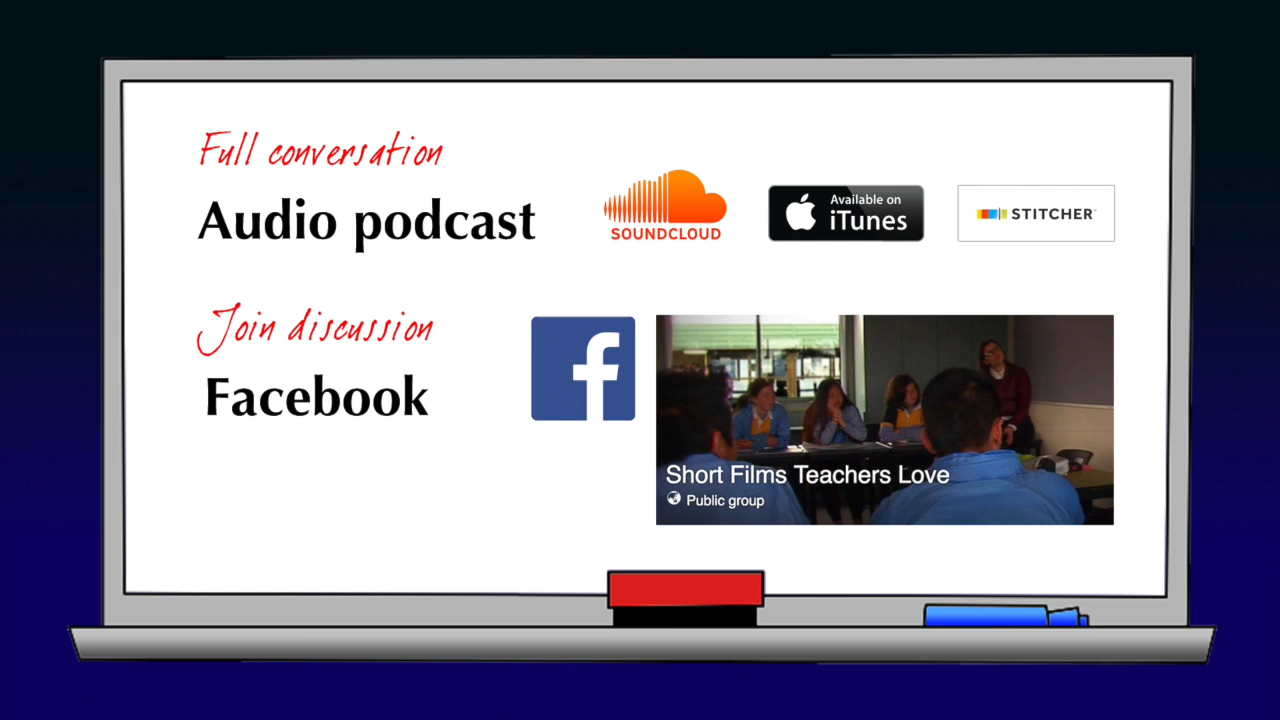 Full conversation
Audio podcast
SOUNDCLOUD
Available on
iTunes
STITCHER
Join discussion
Facebook
f
Short Films Teachers Love
Public group